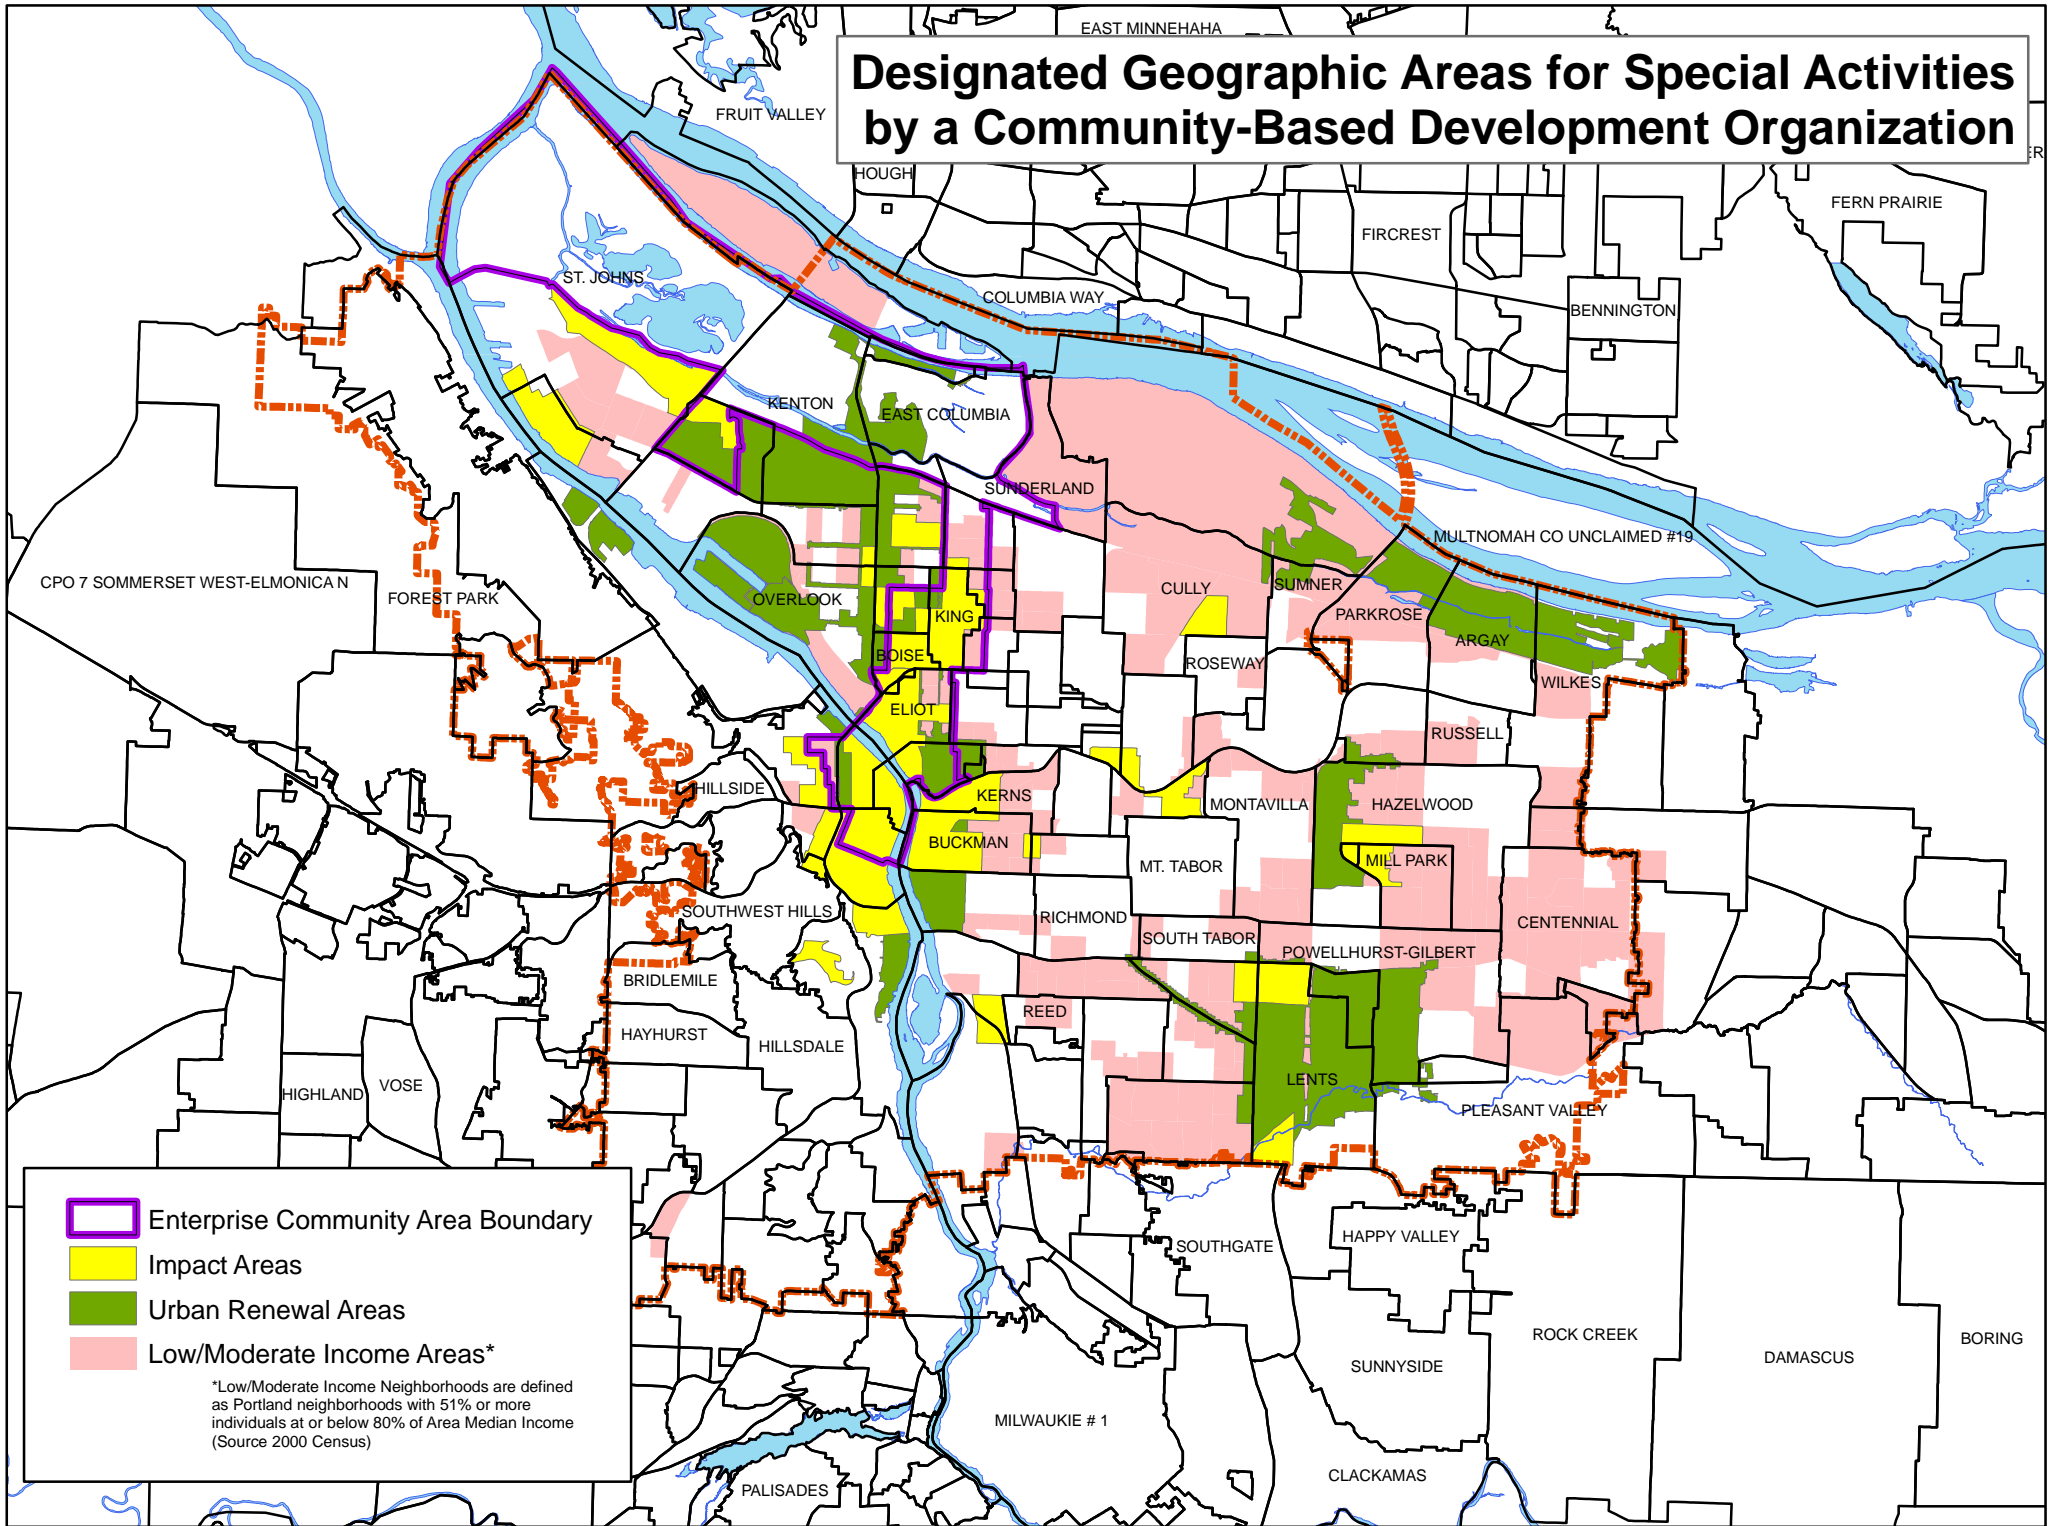 EAST MINNEHAHA
Designated Geographic Areas for Special Activities
by a Community-Based Development Organization
FRUIT VALLEY
ER
HOUGH
FERN PRAIRIE
FIRCREST
ST. JOHNS
COLUMBIA WAY
BENNINGTON
KENTON
EAST COLUMBIA
SUNDERLAND
MULTNOMAH CO UNCLAIMED #19
CPO 7 SOMMERSET WEST-ELMONICA N
FOREST PARK
OVERLOOK
CULLY
SUMNER
KING
PARKROSE
ARGAY
BOISE
ROSEWAY
WILKES
ELIOT
RUSSELL
HILLSIDE
KERNS
MONTAVILLA
HAZELWOOD
BUCKMAN
MT. TABOR
MILL PARK
SOUTHWEST HILLS
RICHMOND
CENTENNIAL
SOUTH TABOR
POWELLHURST-GILBERT
BRIDLEMILE
REED
HAYHURST
HILLSDALE
LENTS
HIGHLAND
VOSE
PLEASANT VALLEY
Enterprise Community Area Boundary
Impact Areas
Urban Renewal Areas
Low/Moderate Income Areas*
*Low/Moderate Income Neighborhoods are defined
as Portland neighborhoods with 51% or more
individuals at or below 80% of Area Median Income
(Source 2000 Census)
SOUTHGATE
HAPPY VALLEY
ROCK CREEK
BORING
DAMASCUS
SUNNYSIDE
MILWAUKIE # 1
CLACKAMAS
PALISADES